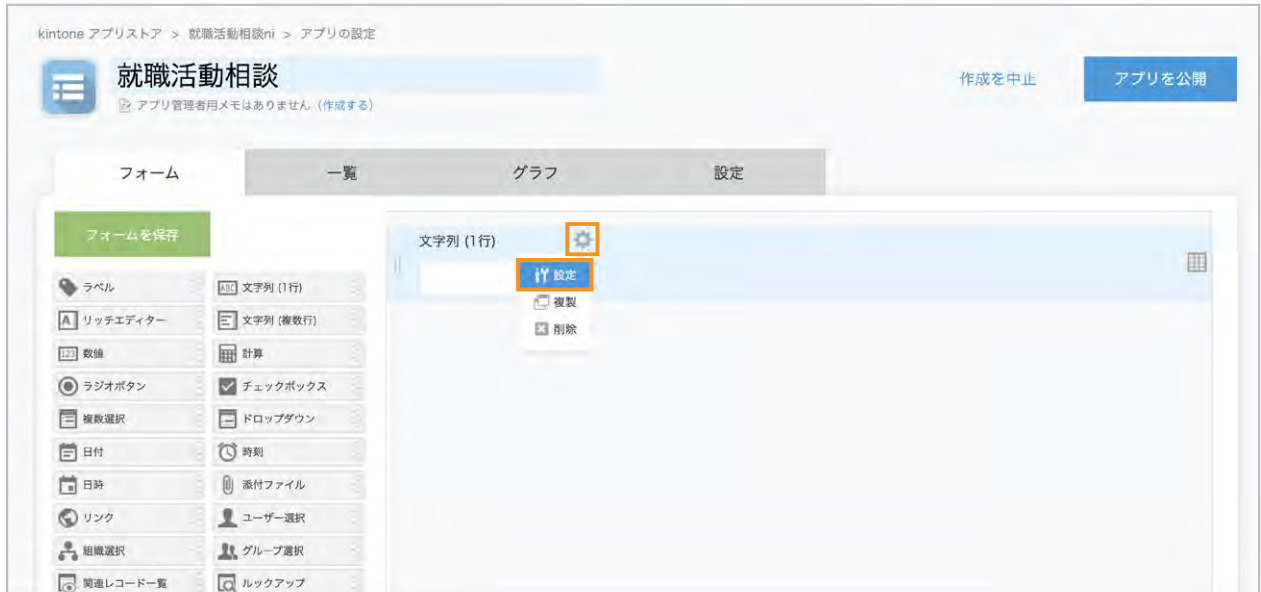 kintone アプリストア > 就職活動相談ni > アプリの設定
就職活動相談
アプリ管理者用メモはありません（作成する）
作成を中止
アプリを公開
フォーム 一覧 グラフ 設定
フォームを保存
文字列 (1行)
設定
複製
削除
ラベル
ABC 文字列 (1行)
A リッチエディター
文字列 (複数行)
123 数値
計算
ラジオボタン
チェックボックス
複数選択
ドロップダウン
日付
時刻
日時
添付ファイル
リンク
ユーザー選択
組織選択
グループ選択
関連レコード一覧
ルックアップ